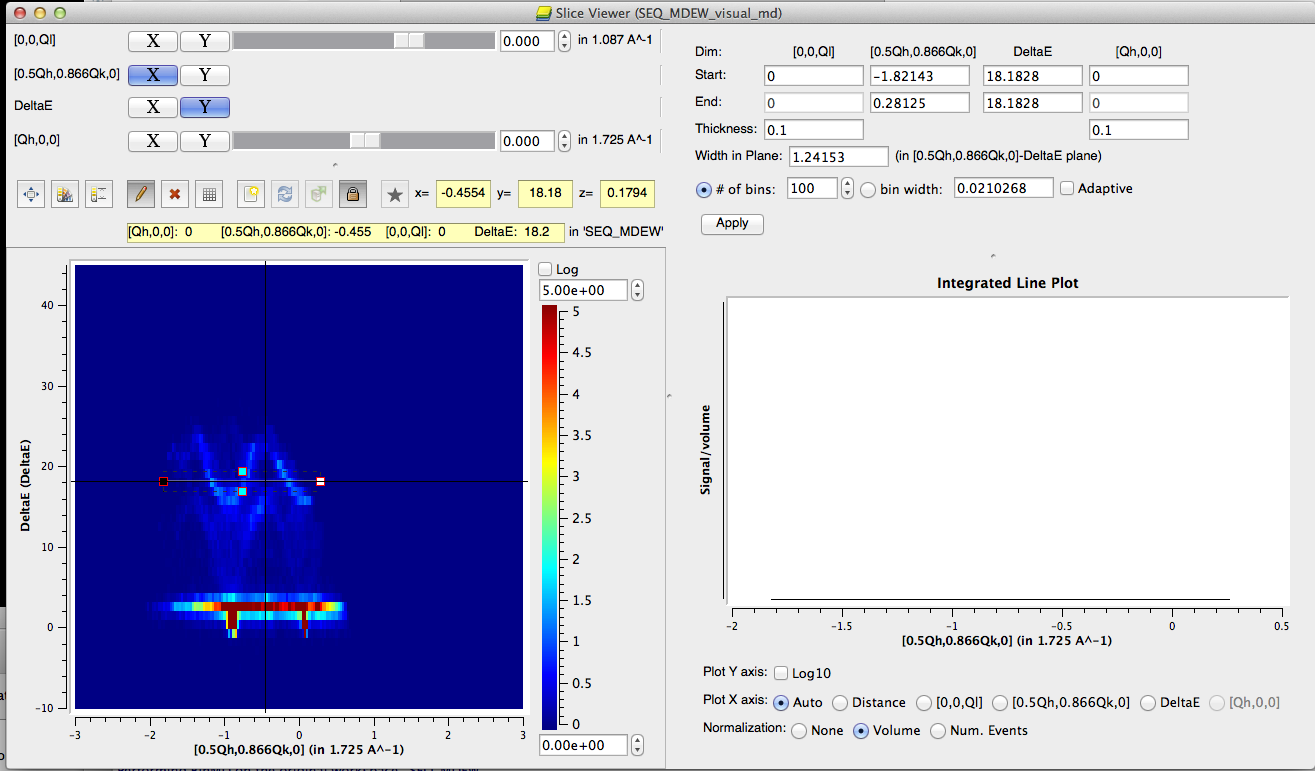 Slice Viewer (SEQ_MDEW_visual_md)
[0,0,Ql] X Y 0.000 in 1.087 A^-1
[0.5Qh,0.866Qk,0] X Y
DeltaE X Y
[Qh,0,0] X Y 0.000 in 1.725 A^-1
x= -0.4554 y= 18.18 z= 0.1794
[Qh,0,0]: 0 [0.5Qh,0.866Qk,0]: -0.455 [0,0,Ql]: 0 DeltaE: 18.2 in 'SEQ_MDEW'
Log
5.00e+00
40
30
20
10
0
-10
DeltaE (DeltaE)
-3 -2 -1 0 1 2 3
[0.5Qh,0.866Qk,0] (in 1.725 A^-1)
5
4.5
4
3.5
3
2.5
2
1.5
1
0.5
0
0.00e+00
Dim: [0,0,Ql] [0.5Qh,0.866Qk,0] DeltaE [Qh,0,0]
Start: 0 -1.82143 18.1828 0
End: 0 0.28125 18.1828 0
Thickness: 0.1 0.1
Width in Plane: 1.24153 (in [0.5Qh,0.866Qk,0]-DeltaE plane)
# of bins: 100 bin width: 0.0210268 Adaptive
Apply
Integrated Line Plot
Signal/volume
-2 -1.5 -1 -0.5 0 0.5
[0.5Qh,0.866Qk,0] (in 1.725 A^-1)
Plot Y axis: Log10
Plot X axis: Auto Distance [0,0,Ql] [0.5Qh,0.866Qk,0] DeltaE [Qh,0,0]
Normalization: None Volume Num. Events